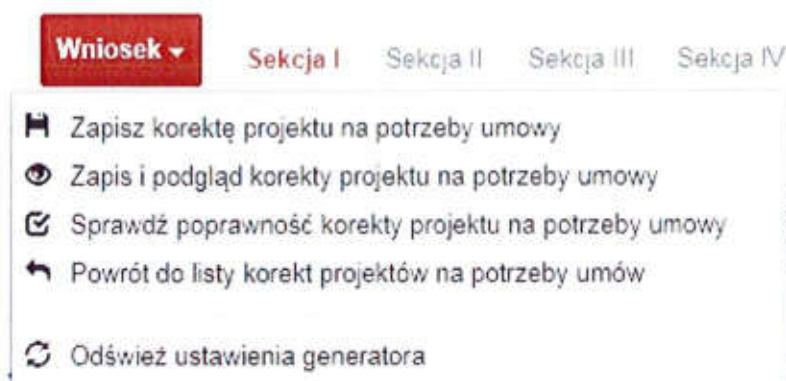 Wniosek Sekcja I Sekcja II Sekcja III Sekcja IV
Zapisz korektę projektu na potrzeby umowy
Zapis i podgląd korekty projektu na potrzeby umowy
Sprawdź poprawność korekty projektu na potrzeby umowy
Powrót do listy korekt projektów na potrzeby umów
Odśwież ustawienia generatora